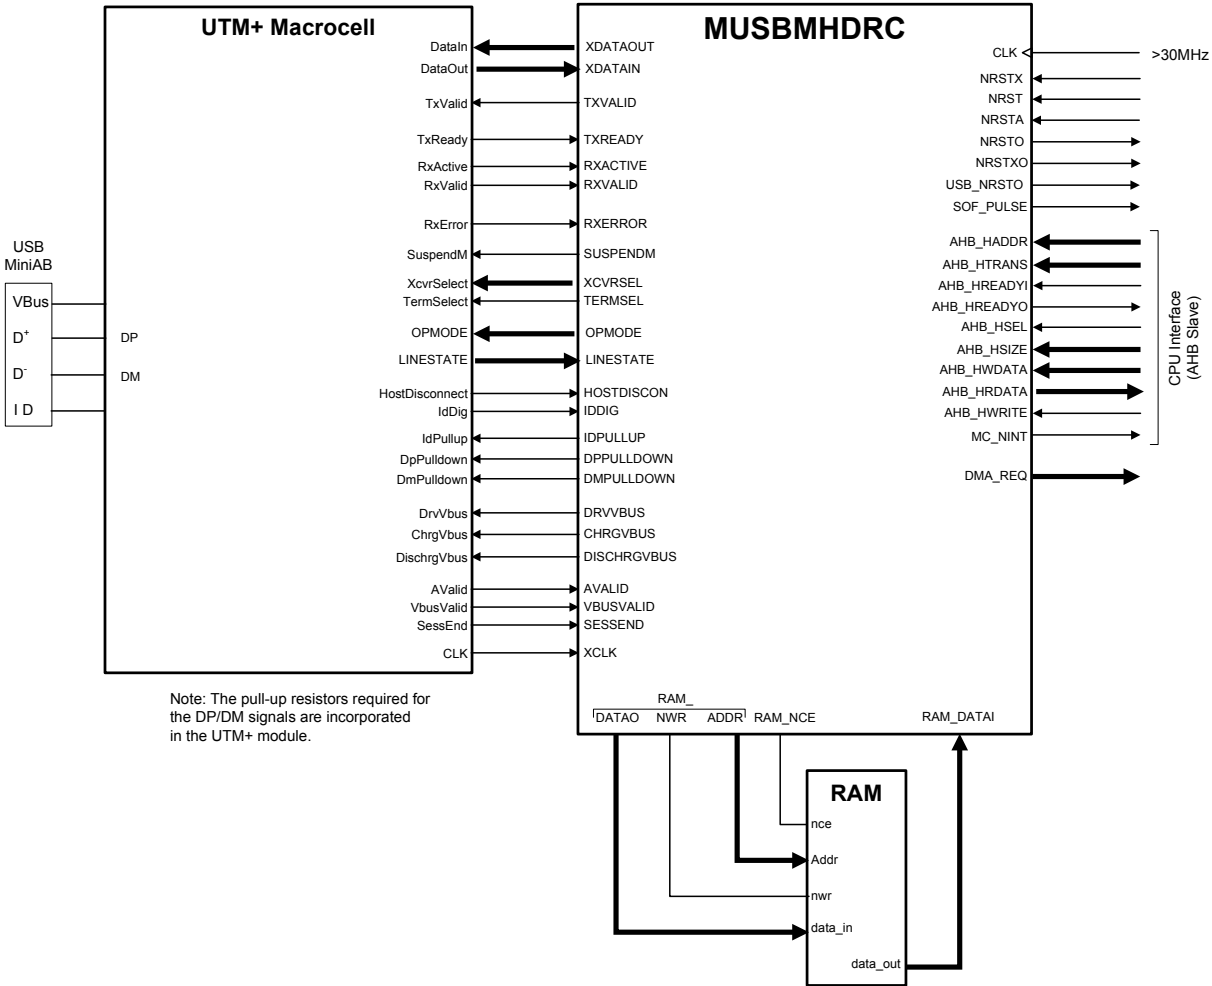 UTM+ Macrocell
MUSBMHDRC
DataIn
XDATAOUT
DataOut
XDATAIN
TxValid
TXVALID
TxReady
TXREADY
RxActive
RXACTIVE
RxValid
RXVALID
RxError
RXERROR
SuspendM
SUSPENDM
XcvrSelect
XCVRSEL
TermSelect
TERMSEL
OPMODE
OPMODE
LINESTATE
LINESTATE
HostDisconnect
HOSTDISCON
IdDig
IDDIG
IdPullup
IDPULLUP
DpPulldown
DPPULLDOWN
DmPulldown
DMPULLDOWN
DrvVbus
DRVVBUS
ChrgVbus
CHRGVBUS
DischrgVbus
DISCHRGVBUS
AValid
AVALID
VbusValid
VBUSVALID
SessEnd
SESSEND
CLK
XCLK
USB
MiniAB
VBus
D+
D-
I D
DP
DM
CLK
>30MHz
NRSTX
NRST
NRSTA
NRSTO
NRSTXO
USB_NRSTO
SOF_PULSE
AHB_HADDR
AHB_HTRANS
AHB_HREADYI
AHB_HREADYO
AHB_HSEL
AHB_HSIZE
AHB_HWDATA
AHB_HRDATA
AHB_HWRITE
MC_NINT
CPU Interface
(AHB Slave)
DMA_REQ
Note: The pull-up resistors required for
the DP/DM signals are incorporated
in the UTM+ module.
RAM_
DATAO NWR ADDR RAM_NCE RAM_DATAI
RAM
nce
Addr
nwr
data_in
data_out